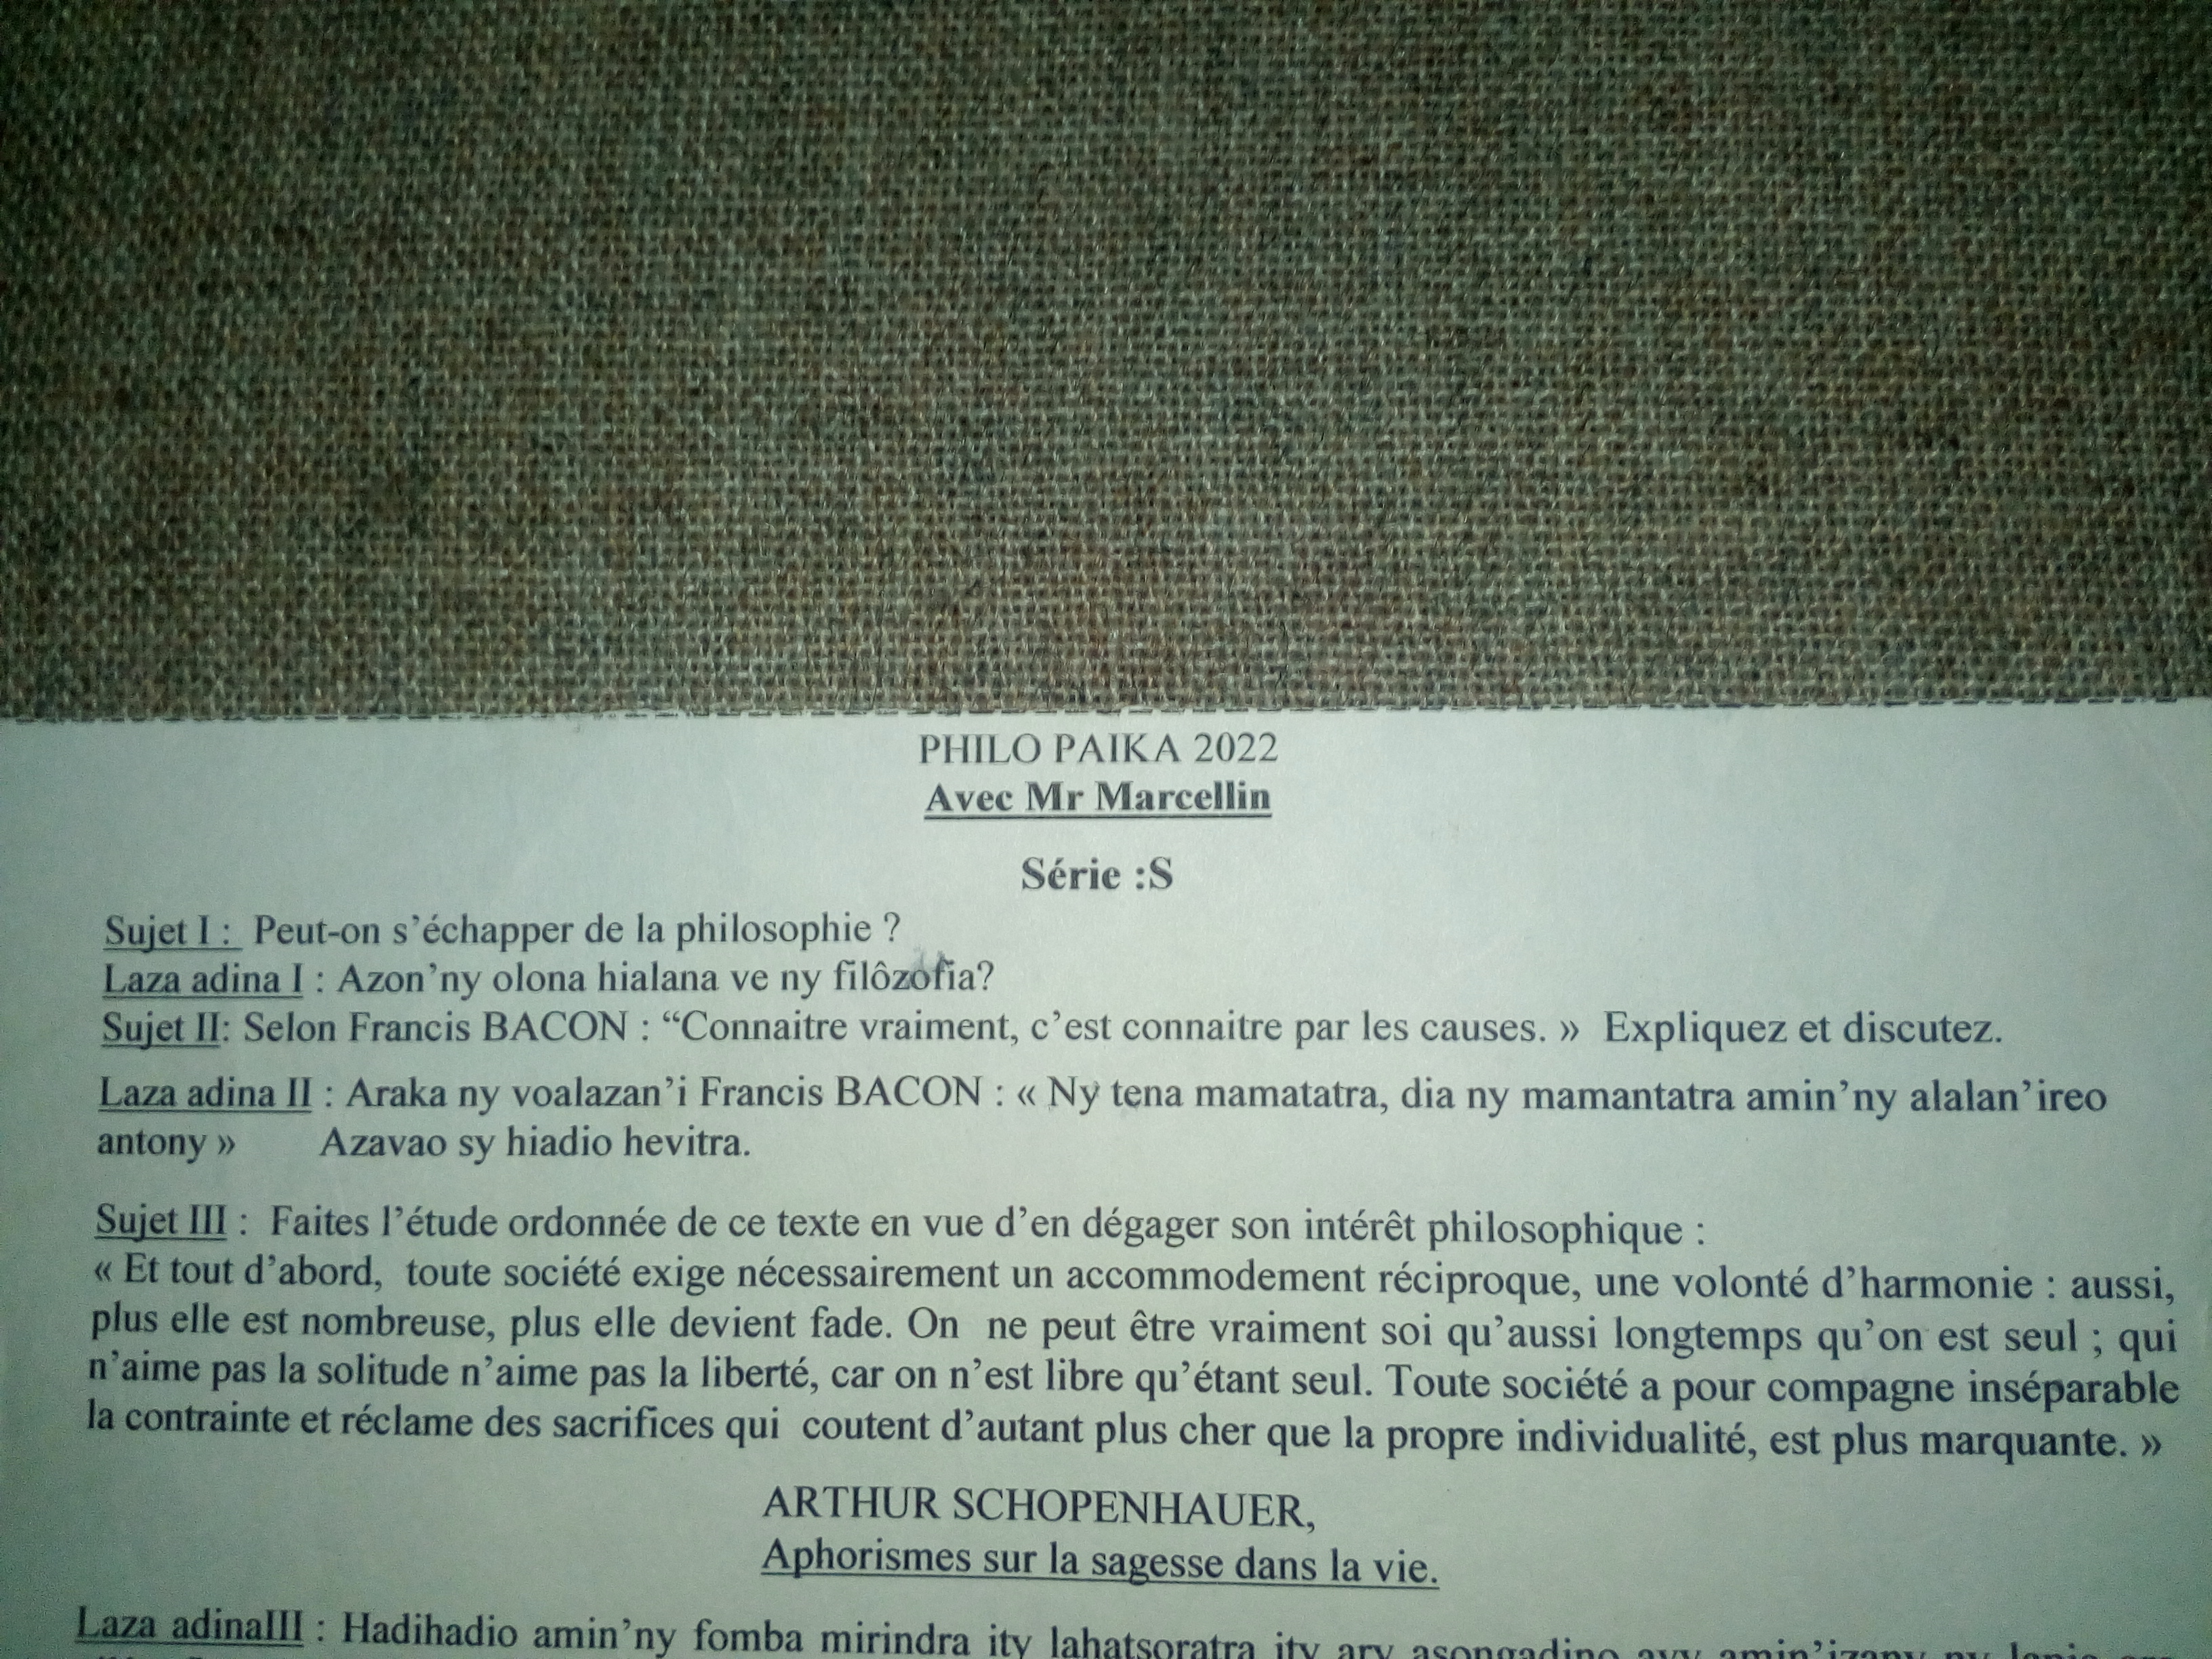 PHILO PAIKA 2022
Avec Mr Marcellin
Série :S
Sujet I : Peut-on s’échapper de la philosophie ?
Laza adina I : Azon’ny olona hialana ve ny filôzofia?
Sujet II: Selon Francis BACON : “Connaitre vraiment, c’est connaitre par les causes. » Expliquez et discutez.
Laza adina II : Araka ny voalazan’i Francis BACON : « Ny tena mamatatra, dia ny mamantatra amin’ny alalan’ireo
antony » Azavao sy hiadio hevitra.
Sujet III : Faites l’étude ordonnée de ce texte en vue d’en dégager son intérêt philosophique :
« Et tout d’abord, toute société exige nécessairement un accommodement réciproque, une volonté d’harmonie : aussi,
plus elle est nombreuse, plus elle devient fade. On ne peut être vraiment soi qu’aussi longtemps qu’on est seul ; qui
n’aime pas la solitude n’aime pas la liberté, car on n’est libre qu’étant seul. Toute société a pour compagne inséparable
la contrainte et réclame des sacrifices qui coutent d’autant plus cher que la propre individualité, est plus marquante. »
ARTHUR SCHOPENHAUER,
Aphorismes sur la sagesse dans la vie.
Laza adinaIII : Hadihadio amin’ny fomba mirindra ity lahatsoratra ity ary asongadino avy amin’izany ny